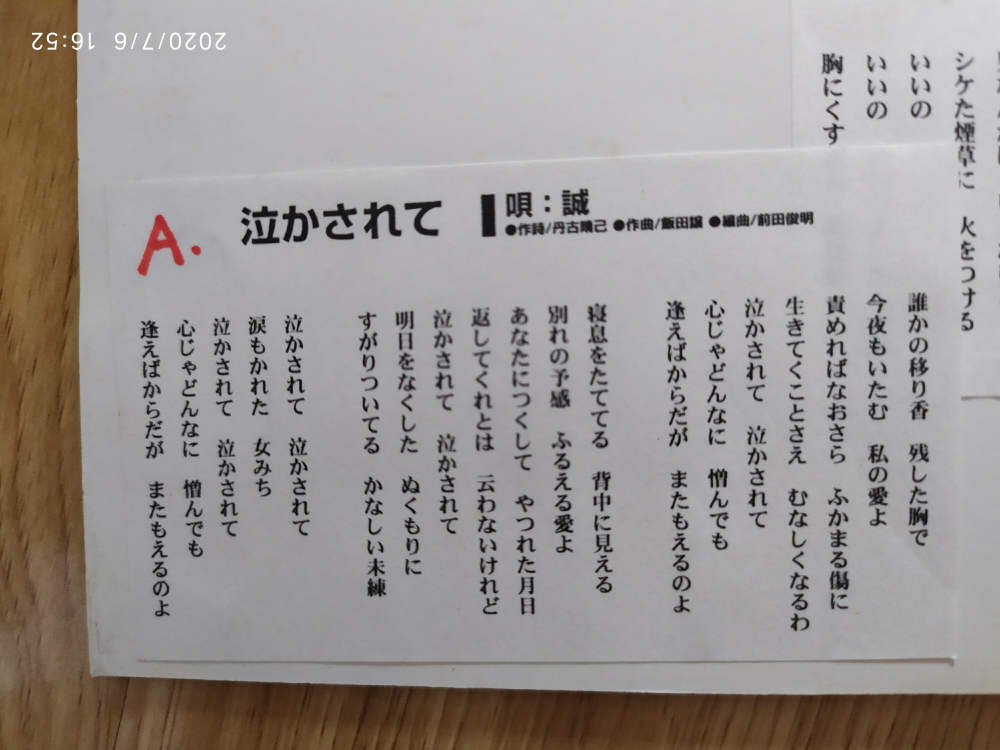 2020/7/6 16:52
いいの
いいの
胸にくす
シケた煙草に 火をつける
A.
泣かされて
唄:誠
●作詩/丹古晴己 ●作曲/飯田譲 ●編曲/前田俊明
誰かの移り香 残した胸で
今夜もいたむ 私の愛よ
責めればなおさら ふかまる傷に
生きてくことさえ むなしくなるわ
泣かされて 泣かされて
心じゃどんなに 憎んでも
逢えばからだが またもえるのよ
寝息をたててる 背中に見える
別れの予感 ふるえる愛よ
あなたにつくして やつれた月日
返してくれとは 云わないけれど
泣かされて 泣かされて
明日をなくした ぬくもりに
すがりついてる かなしい未練
泣かされて 泣かされて
涙もかれた 女みち
泣かされて 泣かされて
心じゃどんなに 憎んでも
逢えばからだが またもえるのよ